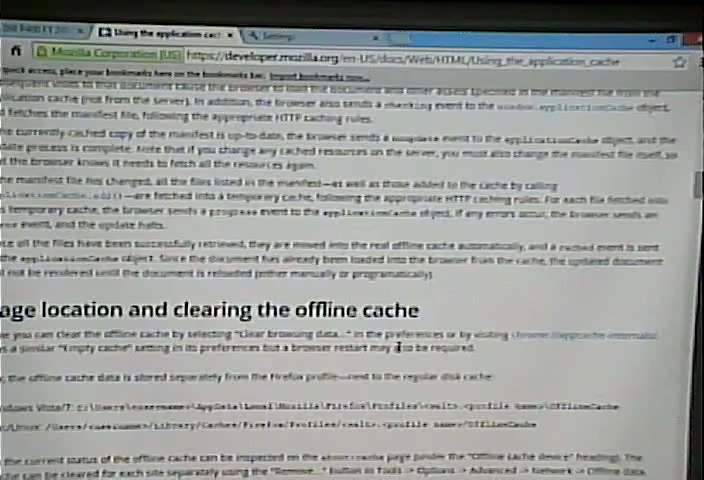 Using the application cac
Settings
Mozilla Corporation [US] https://developer.mozilla.org/en-US/docs/Web/HTML/Using_the_application_cache
quick access, place your bookmarks here on the bookmarks bar. Import bookmarks now...
ication cache (not from the server). In addition, the browser also sends a checking event to the window.applicationCache object,
fetches the manifest file, following the appropriate HTTP caching rules.
he currently cached copy of the manifest is up-to-date, the browser sends a noupdate event to the applicationCache object, and the
date process is complete. Note that if you change any cached resources on the server, you must also change the manifest file itself, so
t the browser knows it needs to fetch all the resources again.
he manifest file has changed, all the files listed in the manifest—as well as those added to the cache by calling
plicationCache.add()—are fetched into a temporary cache, following the appropriate HTTP caching rules. For each file fetched into
s temporary cache, the browser sends a progress event to the applicationCache object. If any errors occur, the browser sends an
event, and the update halts.
ce all the files have been successfully retrieved, they are moved into the real offline cache automatically, and a cached event is sent
the applicationCache object. Since the document has already been loaded into the browser from the cache, the updated document
l not be rendered until the document is reloaded (either manually or programatically).
age location and clearing the offline cache
e you can clear the offline cache by selecting "Clear browsing data..." in the preferences or by visiting chrome://appcache-internals/.
s a similar "Empty cache" setting in its preferences but a browser restart may also be required.
, the offline cache data is stored separately from the Firefox profile—next to the regular disk cache:
ndows Vista/7: C:\Users\<username>\AppData\Local\Mozilla\Firefox\Profiles\<salt>.<profile name>\OfflineCache
/Users/<username>/Library/Caches/Firefox/Profiles/<salt>.<profile name>/OfflineCache
the current status of the offline cache can be inspected on the about:cache page (under the "Offline cache device" heading). The
che can be cleared for each site separately using the "Remove..." button in Tools -> Options -> Advanced -> Network -> Offline data.